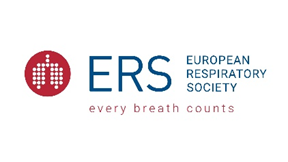 ERS
EUROPEAN
RESPIRATORY
SOCIETY
every breath counts